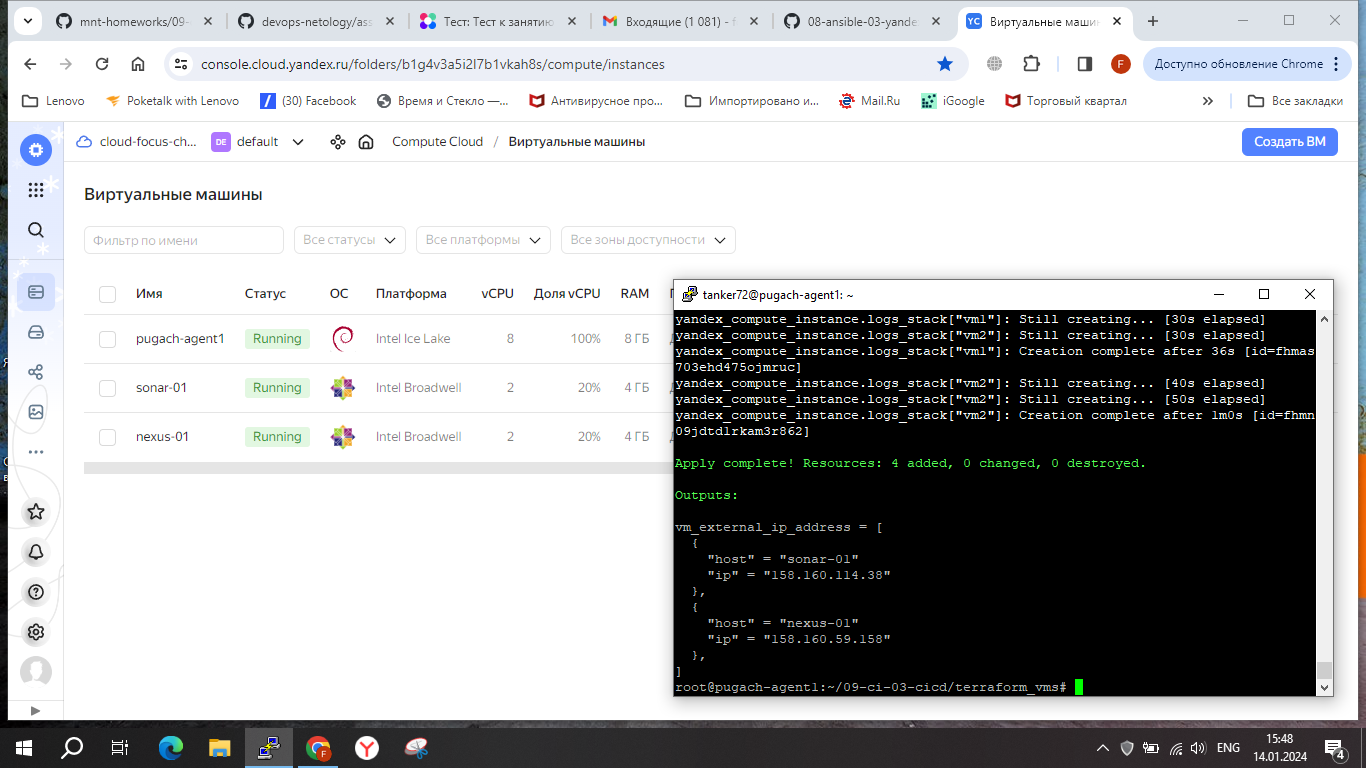 mnt-homeworks/09-
devops-netology/ass
Тест: Тест к занятию
Входящие (1 081) - f
08-ansible-03-yande
YC Виртуальные маши
console.cloud.yandex.ru/folders/b1g4v3a5i2l7b1vkah8s/compute/instances
F
Доступно обновление Chrome
Lenovo
Poketalk with Lenovo
(30) Facebook
Время и Стекло —...
Антивирусное про...
Импортировано и...
Mail.Ru
iGoogle
Торговый квартал
Все закладки
cloud-focus-ch...
DE default
Compute Cloud / Виртуальные машины
Создать ВМ
Виртуальные машины
Фильтр по имени
Все статусы
Все платформы
Все зоны доступности
Имя Статус ОС Платформа vCPU Доля vCPU RAM
pugach-agent1 Running Intel Ice Lake 8 100% 8 ГБ
sonar-01 Running Intel Broadwell 2 20% 4 ГБ
nexus-01 Running Intel Broadwell 2 20% 4 ГБ
tanker72@pugach-agent1: ~
yandex_compute_instance.logs_stack["vm1"]: Still creating... [30s elapsed]
yandex_compute_instance.logs_stack["vm2"]: Still creating... [30s elapsed]
yandex_compute_instance.logs_stack["vm1"]: Creation complete after 36s [id=fhmas
703ehd475ojmruc]
yandex_compute_instance.logs_stack["vm2"]: Still creating... [40s elapsed]
yandex_compute_instance.logs_stack["vm2"]: Still creating... [50s elapsed]
yandex_compute_instance.logs_stack["vm2"]: Creation complete after 1m0s [id=fhmn
09jdtdlrkam3r862]
Apply complete! Resources: 4 added, 0 changed, 0 destroyed.
Outputs:
vm_external_ip_address = [
{
"host" = "sonar-01"
"ip" = "158.160.114.38"
},
{
"host" = "nexus-01"
"ip" = "158.160.59.158"
},
]
root@pugach-agent1:~/09-ci-03-cicd/terraform_vms#
ENG
15:48
14.01.2024
4